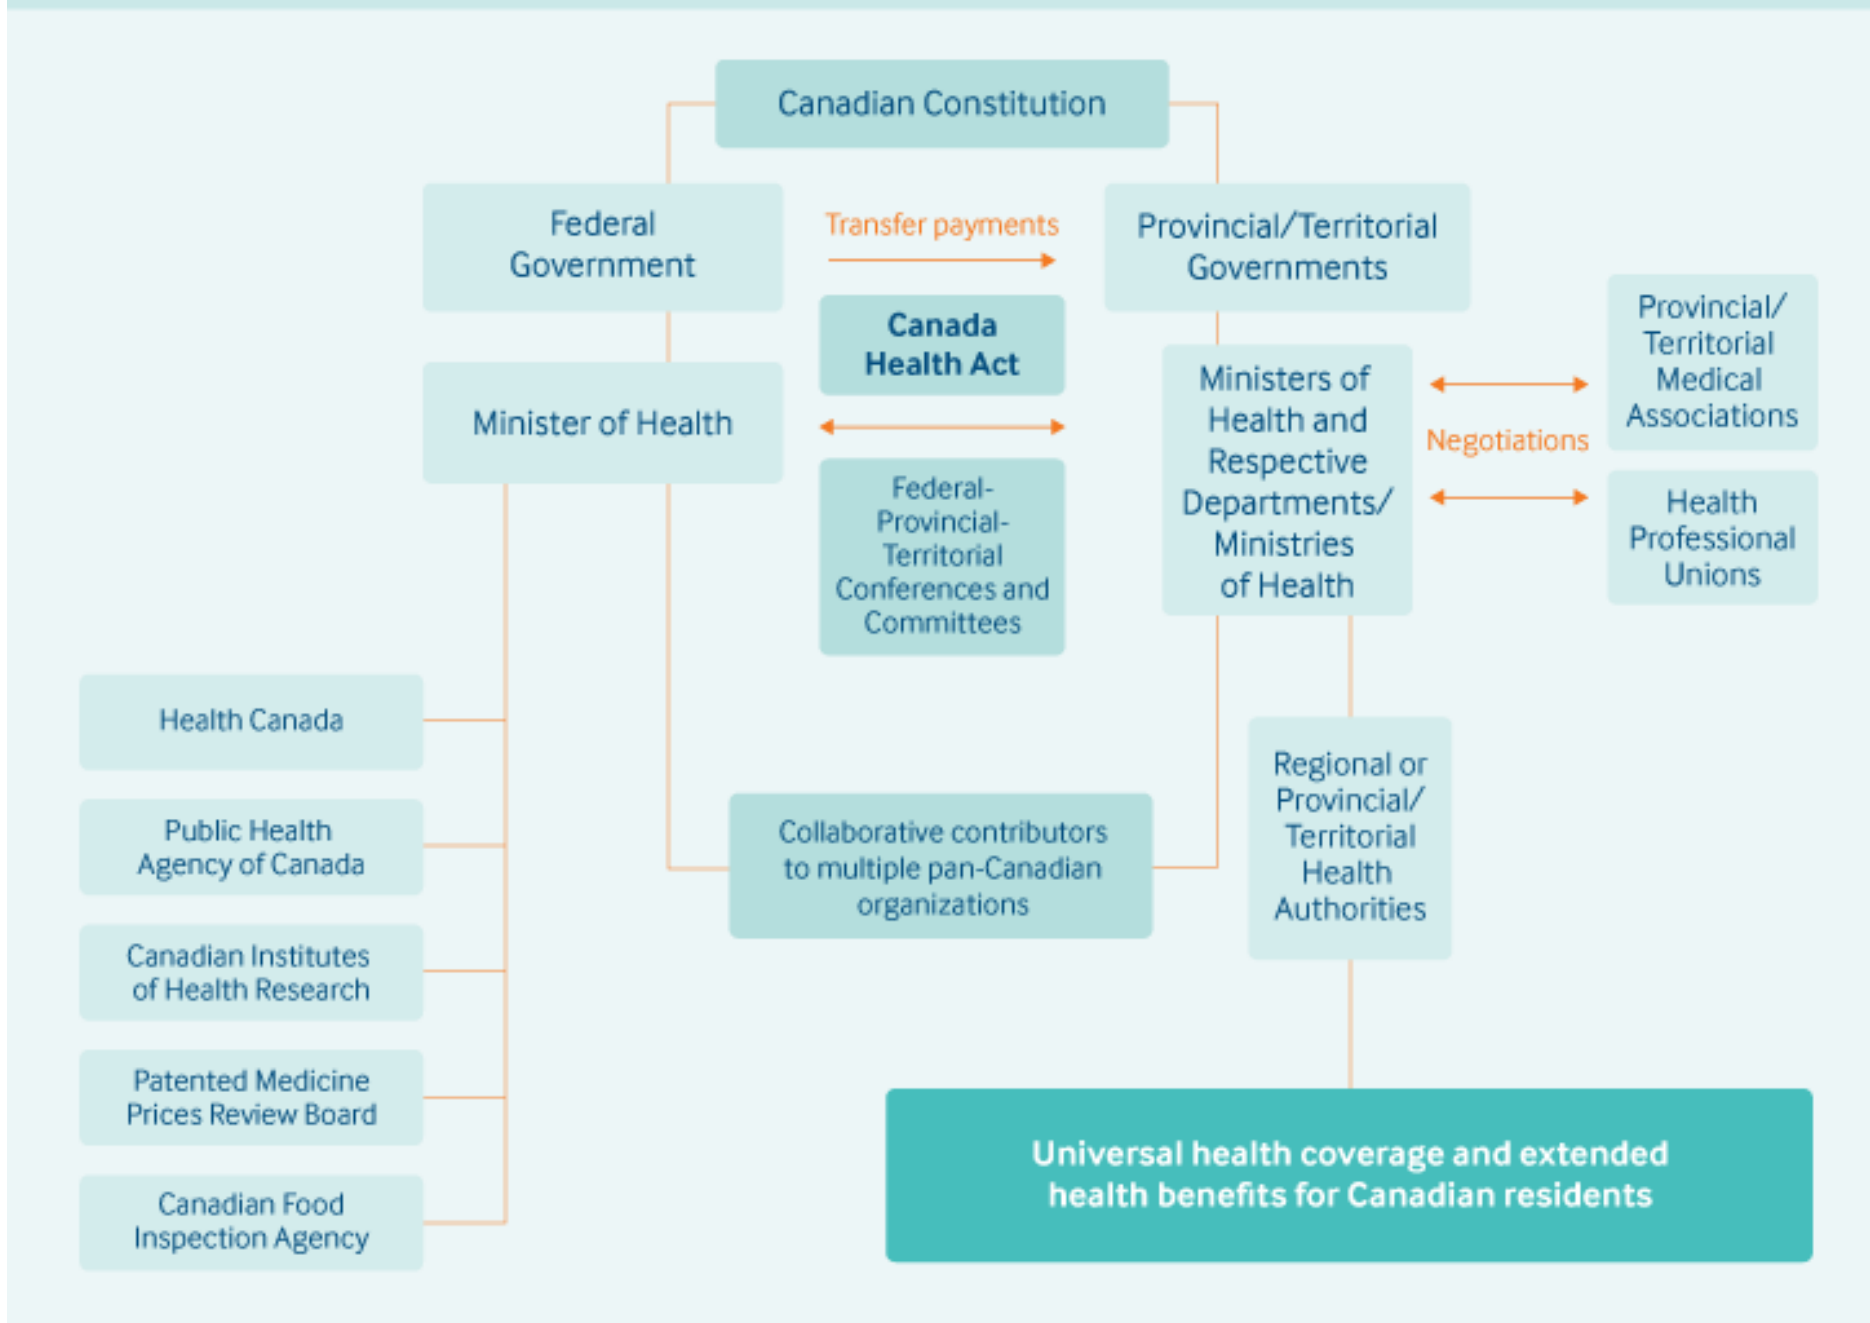 Canadian Constitution
Federal
Government
Transfer payments
Provincial/Territorial
Governments
Canada
Health Act
Minister of Health
Ministers of
Health and
Respective
Departments/
Ministries
of Health
Provincial/
Territorial
Medical
Associations
Negotiations
Health
Professional
Unions
Federal-
Provincial-
Territorial
Conferences and
Committees
Health Canada
Public Health
Agency of Canada
Canadian Institutes
of Health Research
Patented Medicine
Prices Review Board
Canadian Food
Inspection Agency
Collaborative contributors
to multiple pan-Canadian
organizations
Regional or
Provincial/
Territorial
Health
Authorities
Universal health coverage and extended
health benefits for Canadian residents